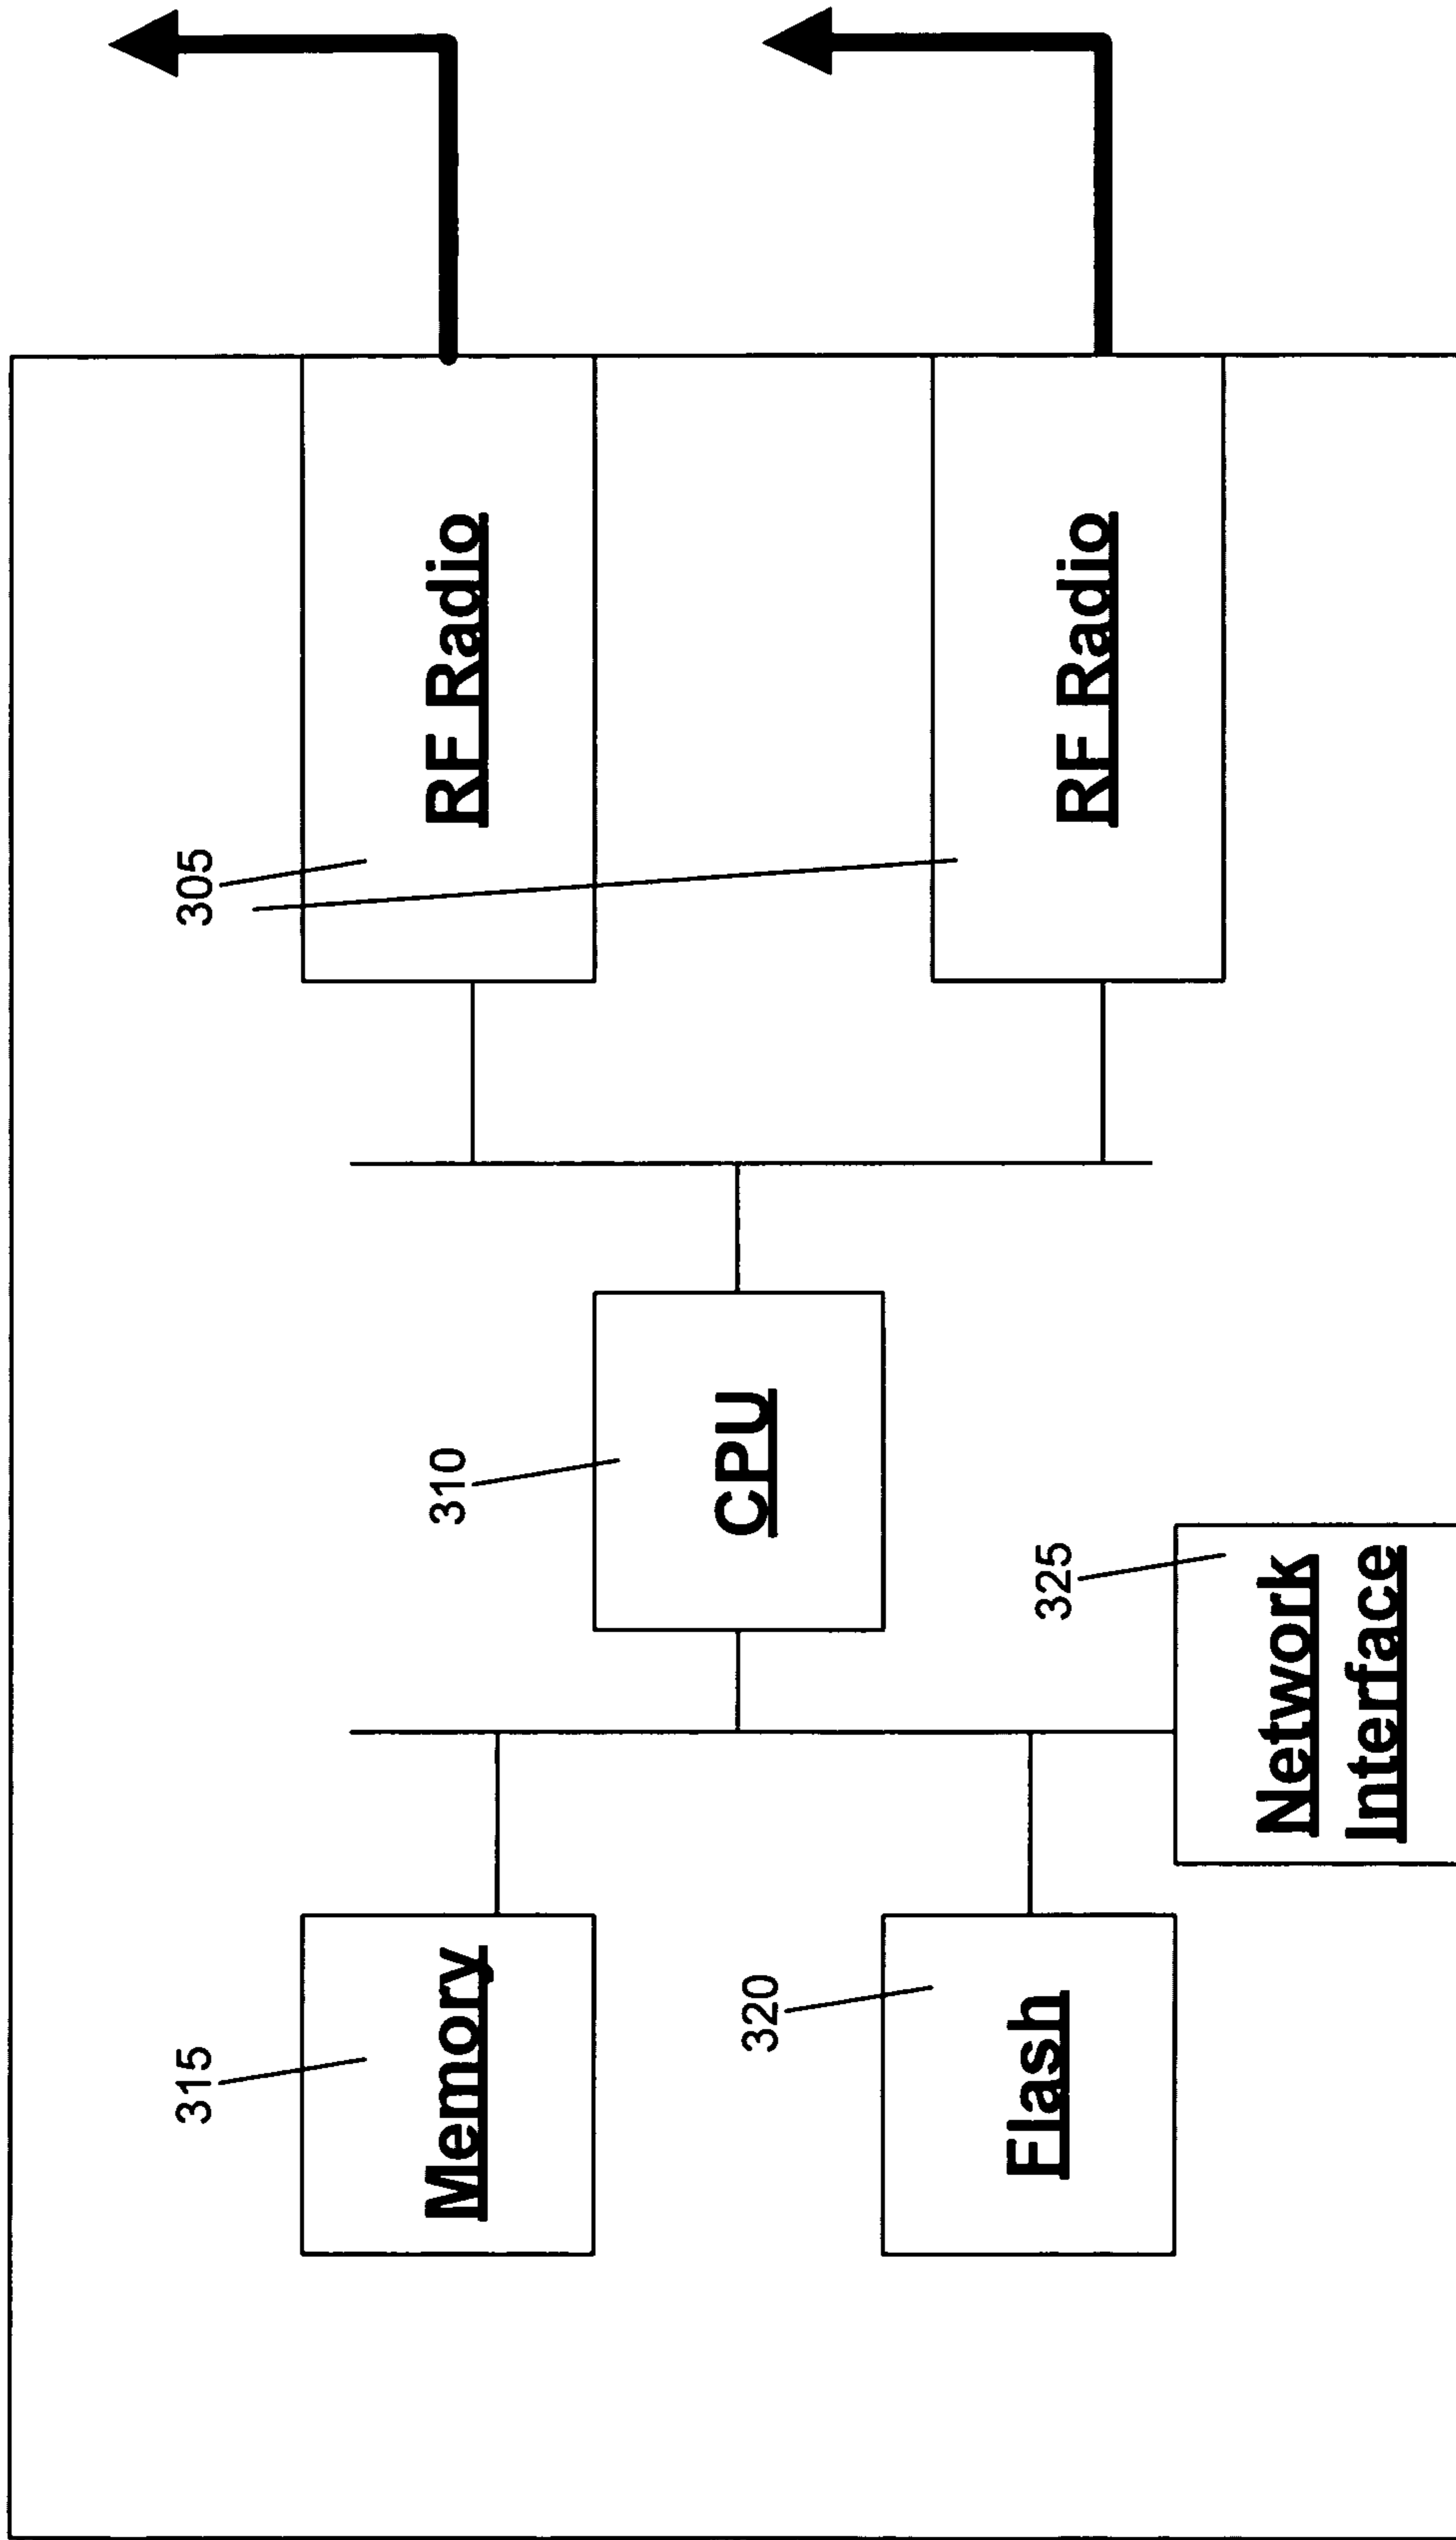 315
305
Memory
310
RF Radio
320
CPU
Flash
325
RF Radio
Network
Interface